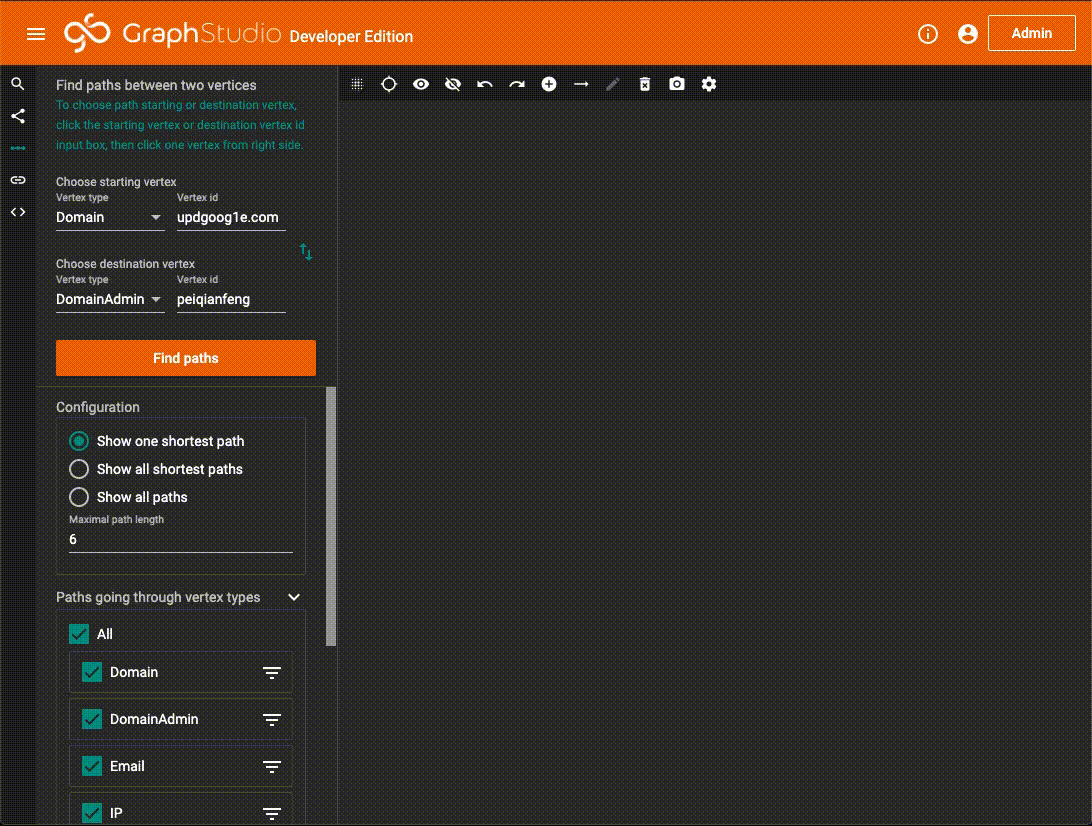 GraphStudio Developer Edition
Admin
Find paths between two vertices
To choose path starting or destination vertex,
click the starting vertex or destination vertex id
input box, then click one vertex from right side.
Choose starting vertex
Vertex type Vertex id
Domain updgoog1e.com
Choose destination vertex
Vertex type Vertex id
DomainAdmin peiqianfeng
Find paths
Configuration
Show one shortest path
Show all shortest paths
Show all paths
Maximal path length
6
Paths going through vertex types
All
Domain
DomainAdmin
Email
IP